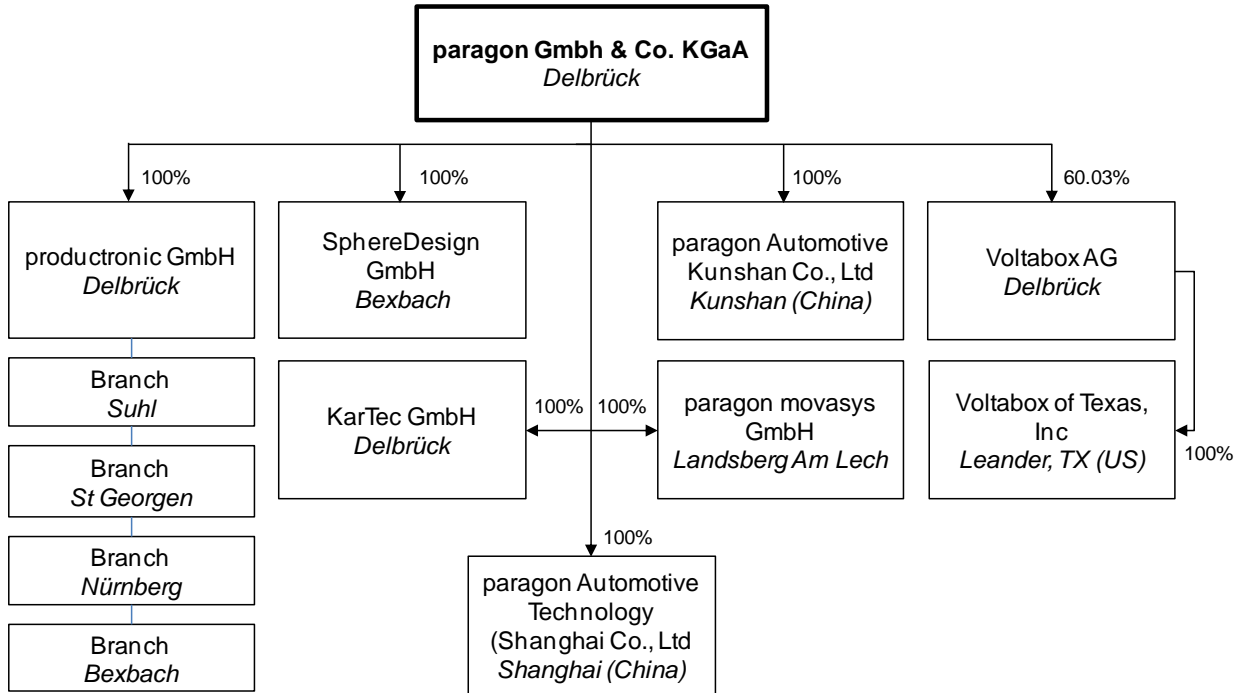 paragon Gmbh & Co. KGaA
Delbrück
100%
100%
100%
60.03%
productronic GmbH
Delbrück
SphereDesign
GmbH
Bexbach
paragon Automotive
Kunshan Co., Ltd
Kunshan (China)
Voltabox AG
Delbrück
Branch
Suhl
KarTec GmbH
Delbrück
100%
100%
paragon movasys
GmbH
Landsberg Am Lech
Voltabox of Texas,
Inc
Leander, TX (US)
100%
Branch
St Georgen
Branch
Nürnberg
Branch
Bexbach
100%
paragon Automotive
Technology
(Shanghai Co., Ltd
Shanghai (China)